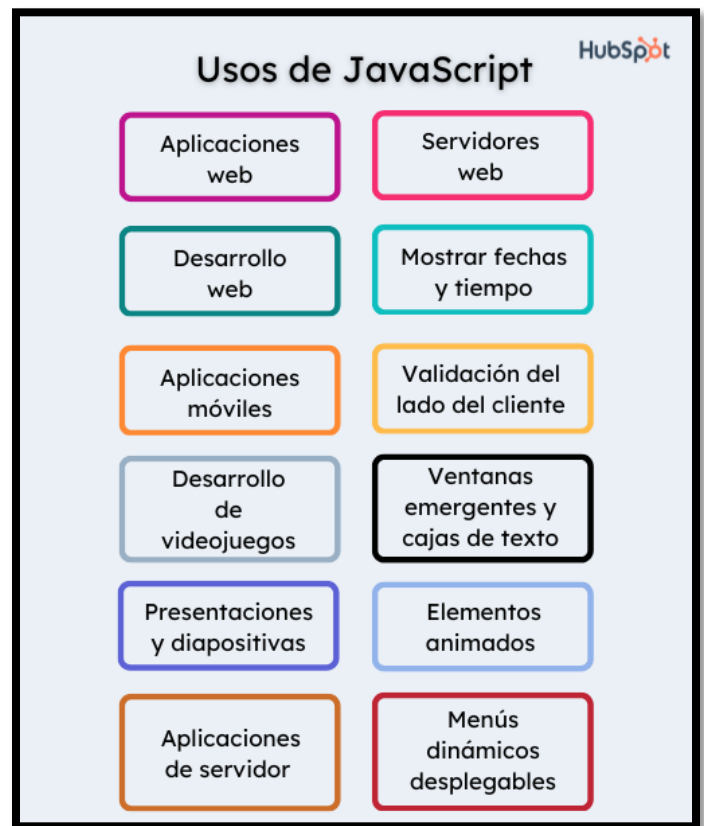 HubSpot
Usos de JavaScript
Aplicaciones
web
Servidores
web
Desarrollo
web
Mostrar fechas
y tiempo
Aplicaciones
móviles
Validación del
lado del cliente
Desarrollo
de
videojuegos
Ventanas
emergentes y
cajas de texto
Presentaciones
y diapositivas
Elementos
animados
Aplicaciones
de servidor
Menús
dinámicos
desplegables